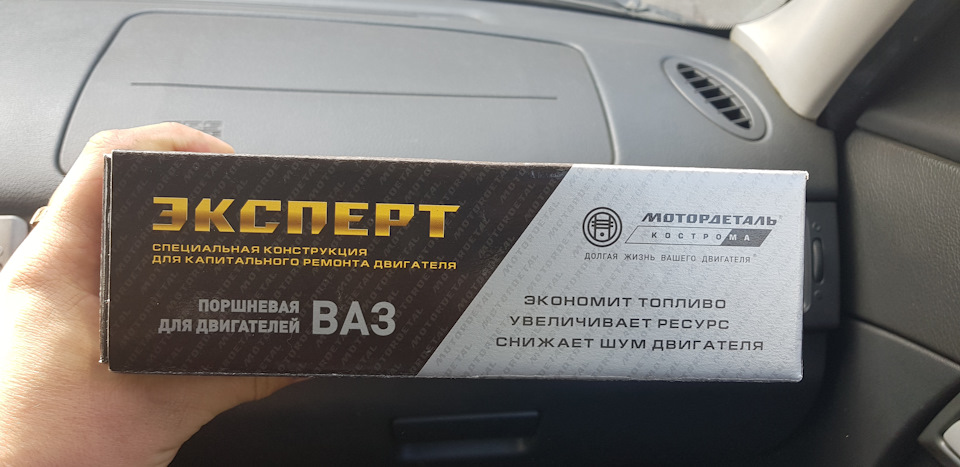 ЭКСПЕРТ
СПЕЦИАЛЬНАЯ КОНСТРУКЦИЯ
ДЛЯ КАПИТАЛЬНОГО РЕМОНТА ДВИГАТЕЛЯ
ПОРШНЕВАЯ
ДЛЯ ДВИГАТЕЛЕЙ ВАЗ
МОТОРДЕТАЛЬ®
КОСТРОМА
ДОЛГАЯ ЖИЗНЬ ВАШЕГО ДВИГАТЕЛЯ®
ЭКОНОМИТ ТОПЛИВО
УВЕЛИЧИВАЕТ РЕСУРС
СНИЖАЕТ ШУМ ДВИГАТЕЛЯ